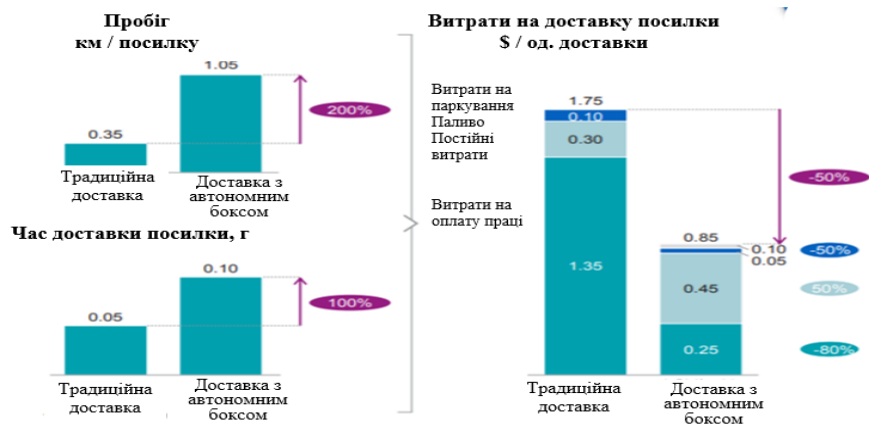 Пробіг
км / посилку
1.05
200%
0.35
Традиційна
доставка
Доставка з
автономним
боксом
Час доставки посилки, г
0.10
100%
0.05
Традиційна
доставка
Доставка з
автономним
боксом
Витрати на доставку посилки
$ / од. доставки
Витрати на
паркування
Паливо
Постійні
витрати
Витрати на
оплату праці
1.75
0.10
0.30
1.35
-50%
0.85
0.10
0.05
-50%
0.45
50%
0.25
-80%
Традиційна
доставка
Доставка з
автономним
боксом